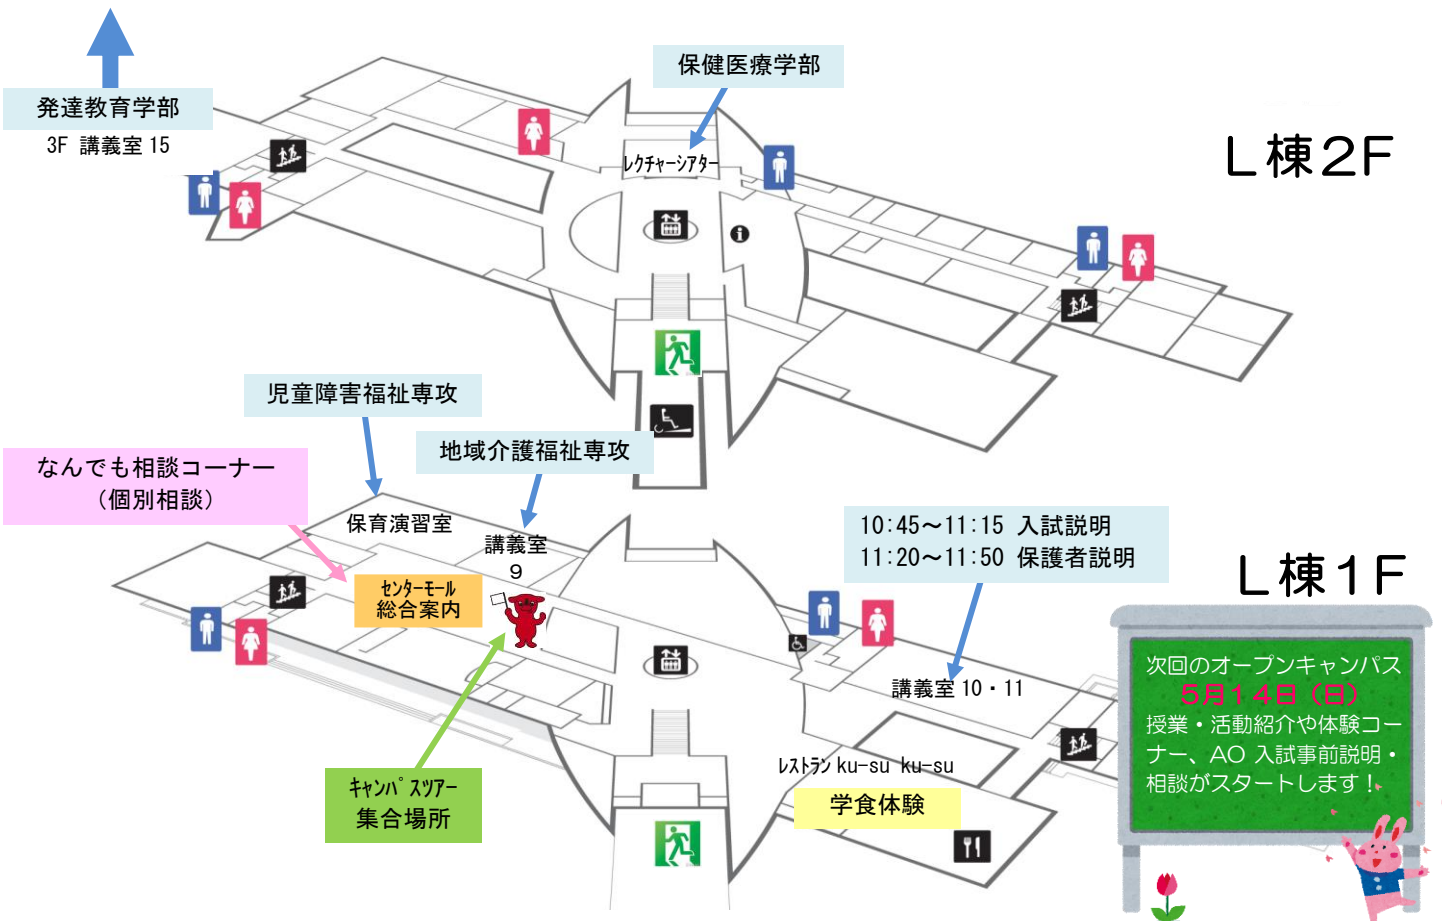 発達教育学部
3F 講義室 15
保健医療学部
レクチャーシアター
L棟2F
児童障害福祉専攻
地域介護福祉専攻
なんでも相談コーナー
（個別相談）
保育演習室
講義室
9
センターモール
総合案内
10:45～11:15 入試説明
11:20～11:50 保護者説明
L棟1F
講義室 10・11
キャンパスツアー
集合場所
レストラン ku-su ku-su
学食体験
次回のオープンキャンパス
5月14日（日）
授業・活動紹介や体験コー
ナー、AO 入試事前説明・
相談がスタートします！